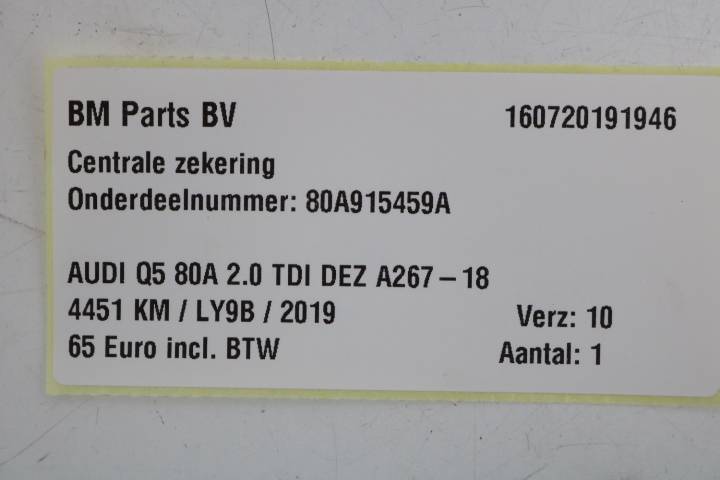 BM Parts BV 160720191946
Centrale zekering
Onderdeelnummer: 80A915459A
AUDI Q5 80A 2.0 TDI DEZ A267-18
4451 KM / LY9B / 2019 Verz: 10
65 Euro incl. BTW Aantal: 1